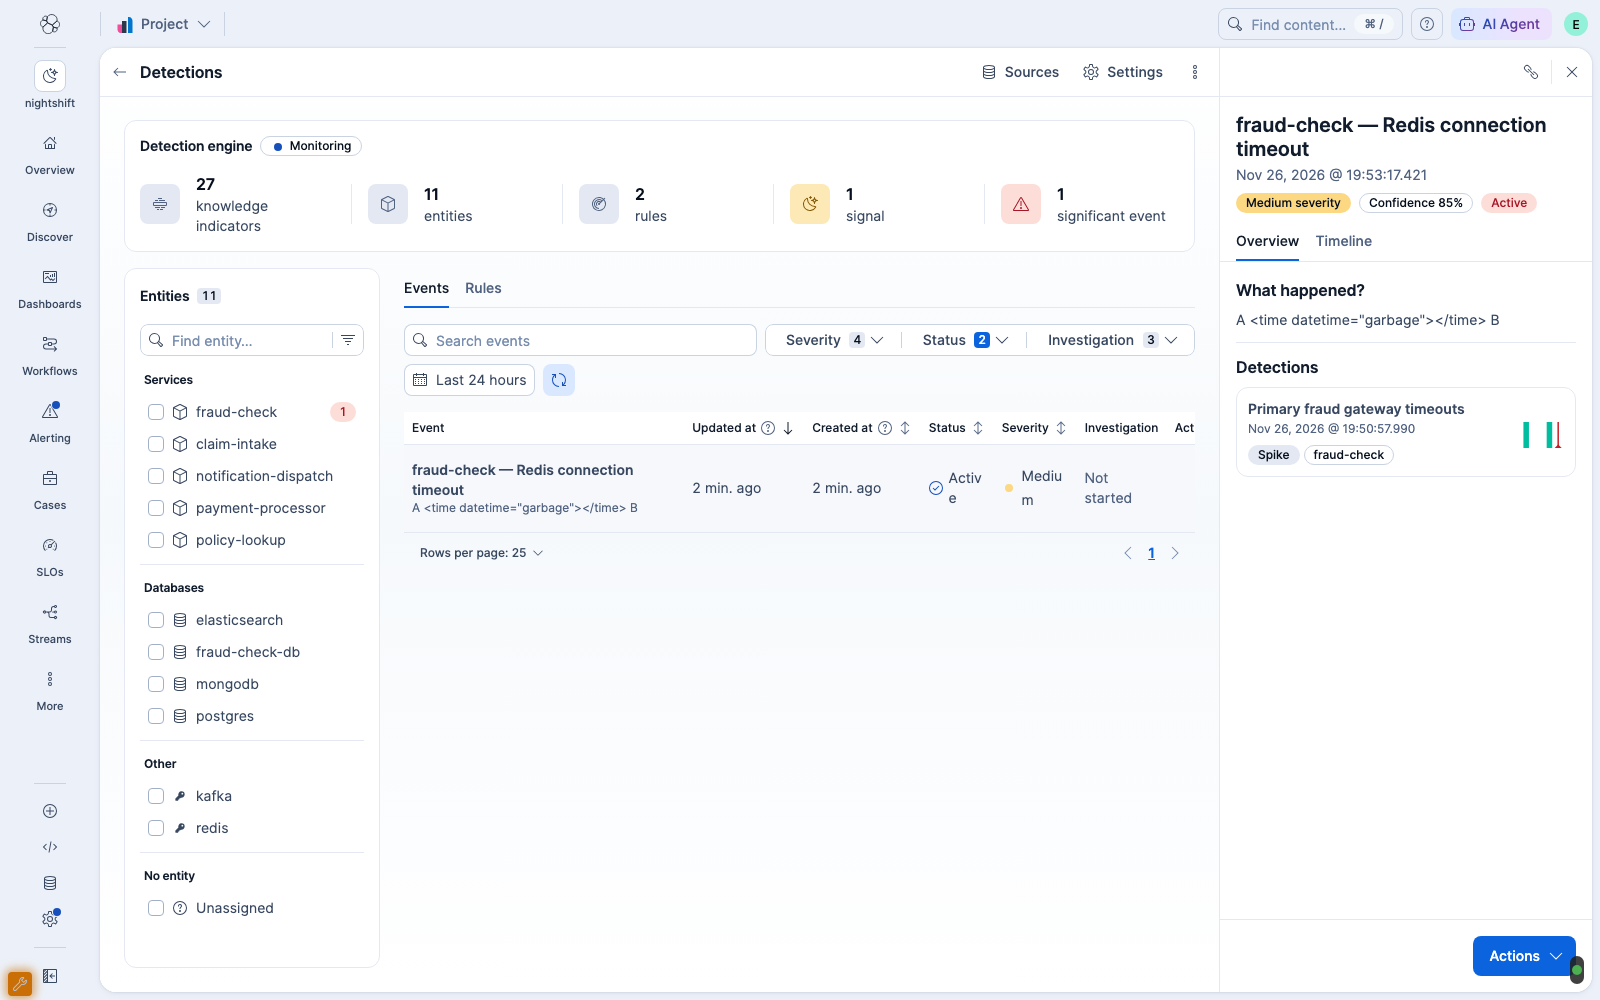 Project
Find content...
⌘ /
AI Agent
E
nightshift
Overview
Discover
Dashboards
Workflows
Alerting
Cases
SLOs
Streams
More
Detections
Sources
Settings
Detection engine
Monitoring
27
knowledge
indicators
11
entities
2
rules
1
signal
1
significant event
Entities 11
Find entity...
Services
fraud-check 1
claim-intake
notification-dispatch
payment-processor
policy-lookup
Databases
elasticsearch
fraud-check-db
mongodb
postgres
Other
kafka
redis
No entity
Unassigned
Events Rules
Search events
Severity 4
Status 2
Investigation 3
Last 24 hours
Event Updated at Created at Status Severity Investigation Act
fraud-check — Redis connection
timeout
A <time datetime="garbage"></time> B
2 min. ago
2 min. ago
Activ
e
Mediu
m
Not
started
Rows per page: 25
1
fraud-check — Redis connection
timeout
Nov 26, 2026 @ 19:53:17.421
Medium severity Confidence 85% Active
Overview Timeline
What happened?
A <time datetime="garbage"></time> B
Detections
Primary fraud gateway timeouts
Nov 26, 2026 @ 19:50:57.990
Spike fraud-check
Actions